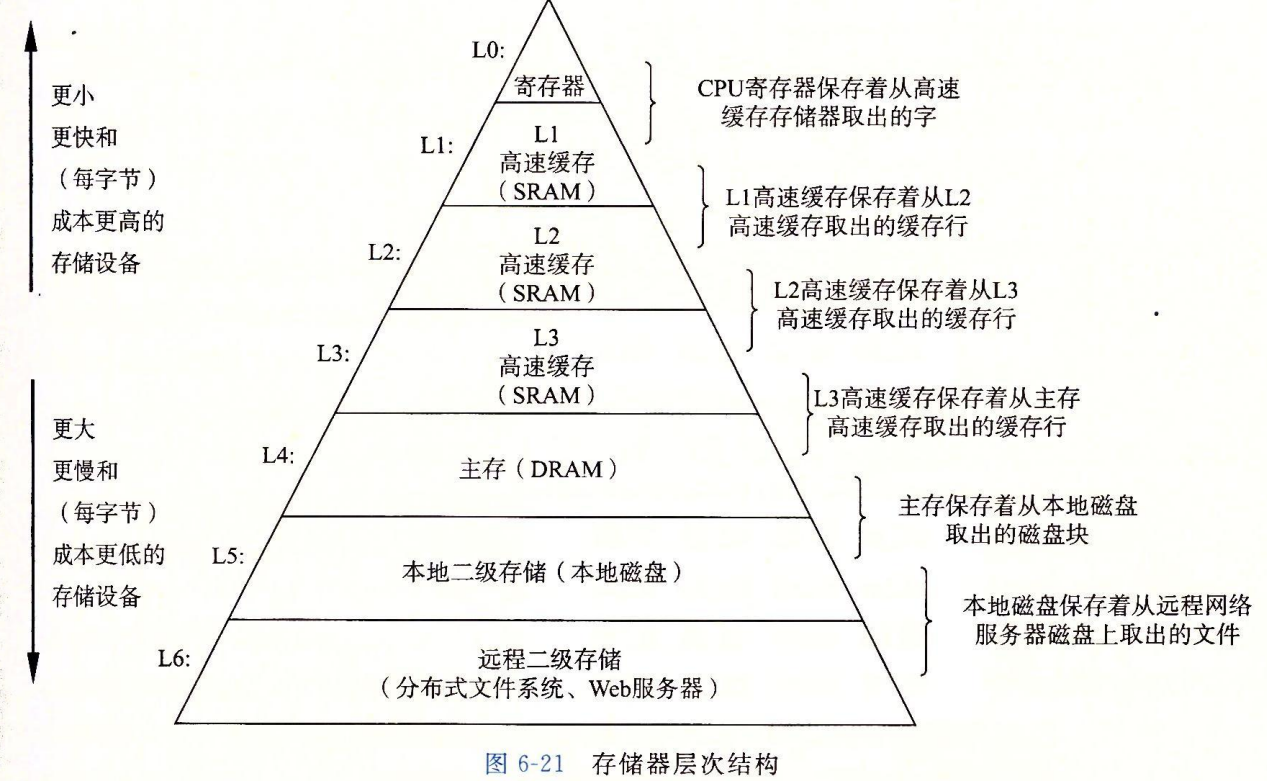 更小
更快和
（每字节）
成本更高的
存储设备
更大
更慢和
（每字节）
成本更低的
存储设备
L0:
寄存器
CPU寄存器保存着从高速
缓存存储器取出的字
L1:
L1
高速缓存
（SRAM）
L1高速缓存保存着从L2
高速缓存取出的缓存行
L2:
L2
高速缓存
（SRAM）
L2高速缓存保存着从L3
高速缓存取出的缓存行
L3:
L3
高速缓存
（SRAM）
L3高速缓存保存着从主存
高速缓存取出的缓存行
L4:
主存（DRAM）
主存保存着从本地磁盘
取出的磁盘块
L5:
本地二级存储（本地磁盘）
本地磁盘保存着从远程网络
服务器磁盘上取出的文件
L6:
远程二级存储
（分布式文件系统、Web服务器）
图 6-21 存储器层次结构